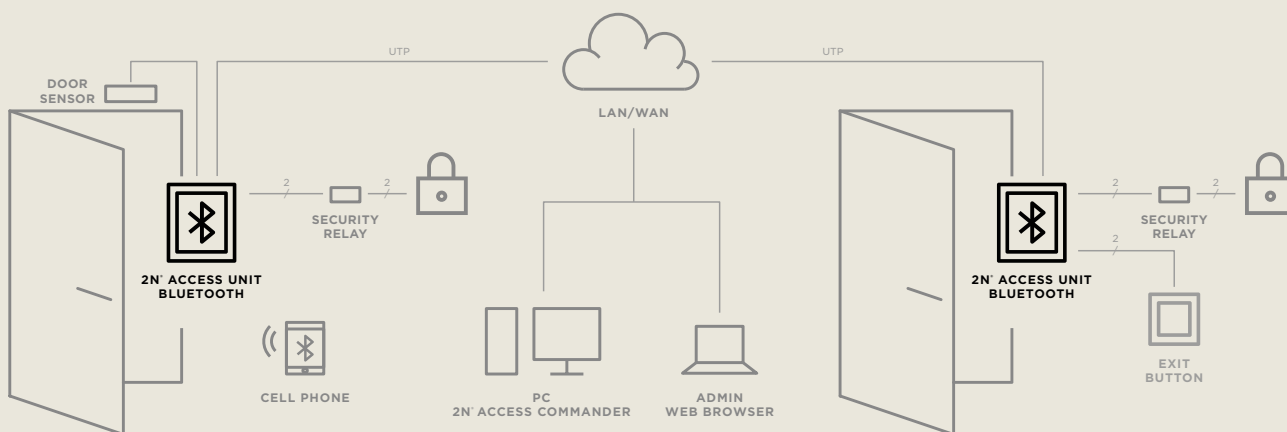 UTP
UTP
DOOR
SENSOR
LAN/WAN
2
2
SECURITY
RELAY
2N® ACCESS UNIT
BLUETOOTH
CELL PHONE
PC
2N® ACCESS COMMANDER
ADMIN
WEB BROWSER
2
2
SECURITY
RELAY
2
2N® ACCESS UNIT
BLUETOOTH
EXIT
BUTTON